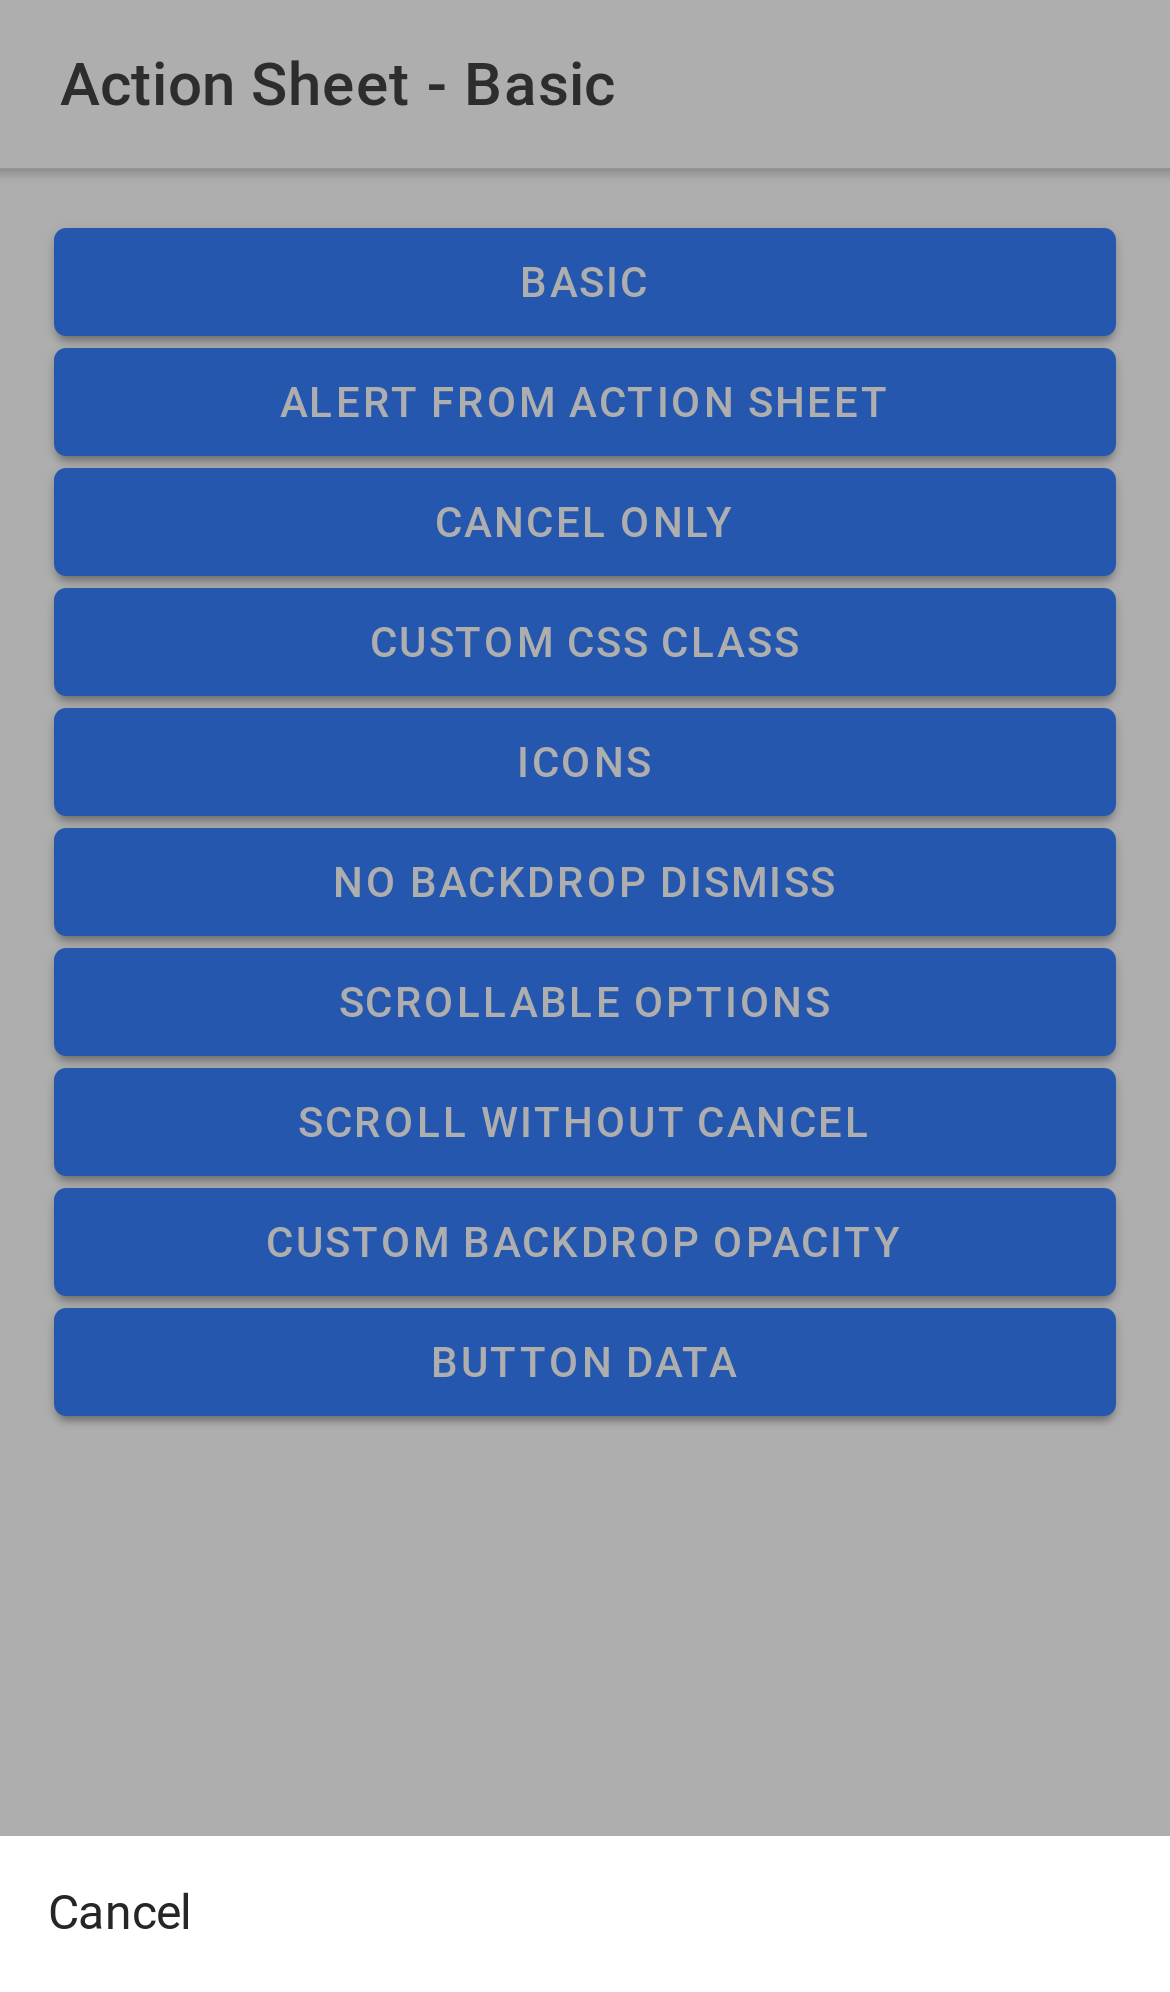 Action Sheet - Basic
BASIC
ALERT FROM ACTION SHEET
CANCEL ONLY
CUSTOM CSS CLASS
ICONS
NO BACKDROP DISMISS
SCROLLABLE OPTIONS
SCROLL WITHOUT CANCEL
CUSTOM BACKDROP OPACITY
BUTTON DATA
Cancel